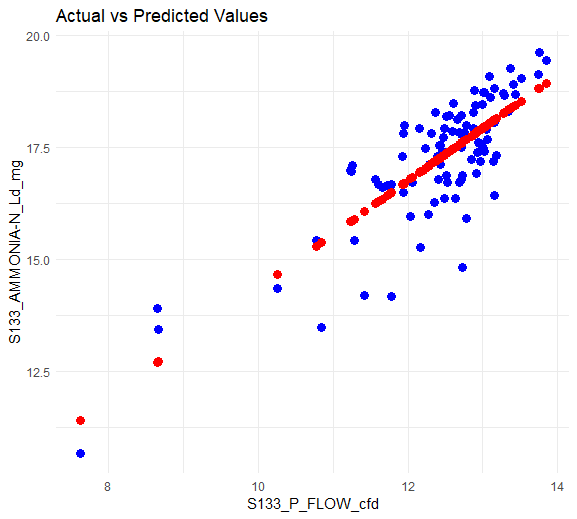 Actual vs Predicted Values
20.0
17.5
15.0
12.5
S133_AMMONIA-N_Ld_mg
8
10
12
14
S133_P_FLOW_cfd